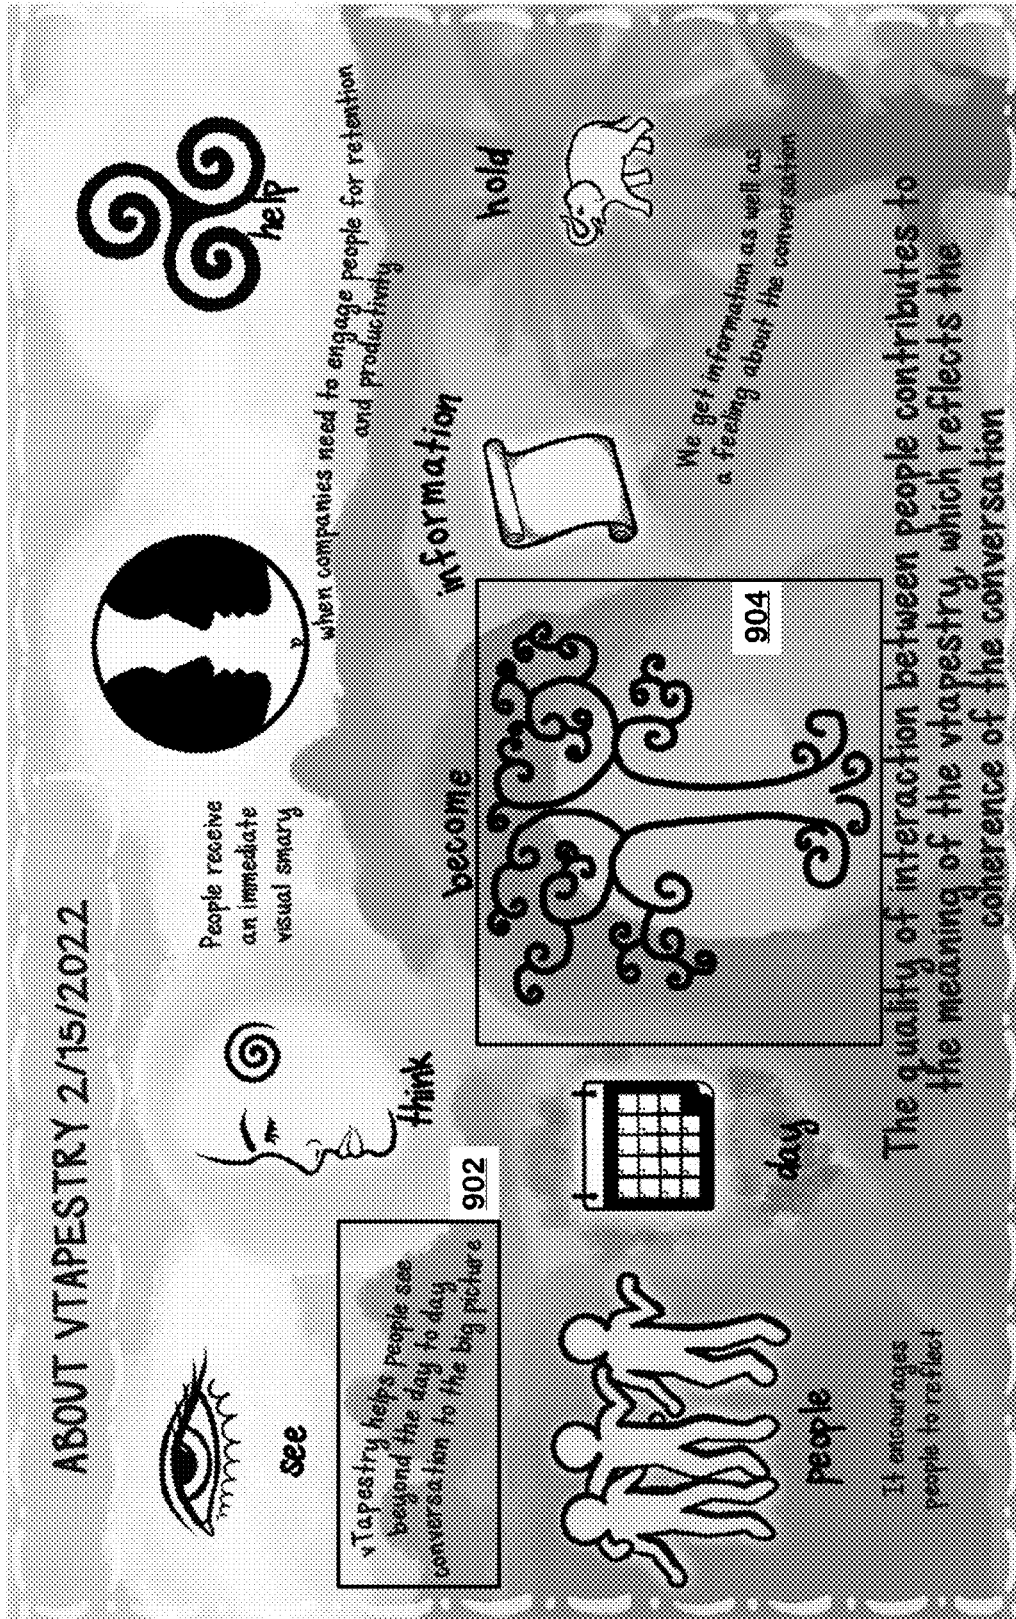 ABOUT VTAPESTRY 2/15/2022
see
think
People receive
an immediate
visual smary
help
when companies need to engage people for retention
and productivity
vTapestry helps people see
beyond the day to day
conversation to the big picture
902
become
information
hold
904
people
day
We get information as well as
a feeling about the conversation
It encourages
people to reflect
The quality of interaction between people contributes to
the meaning of the vtapestry, which reflects the
coherence of the conversation